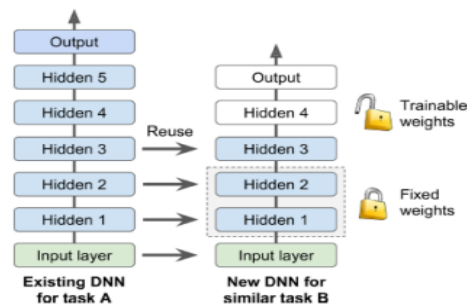 Output
Hidden 5
Hidden 4
Hidden 3
Hidden 2
Hidden 1
Input layer
Existing DNN
for task A
Reuse
Output
Hidden 4
Hidden 3
Hidden 2
Hidden 1
Input layer
New DNN for
similar task B
Trainable
weights
Fixed
weights